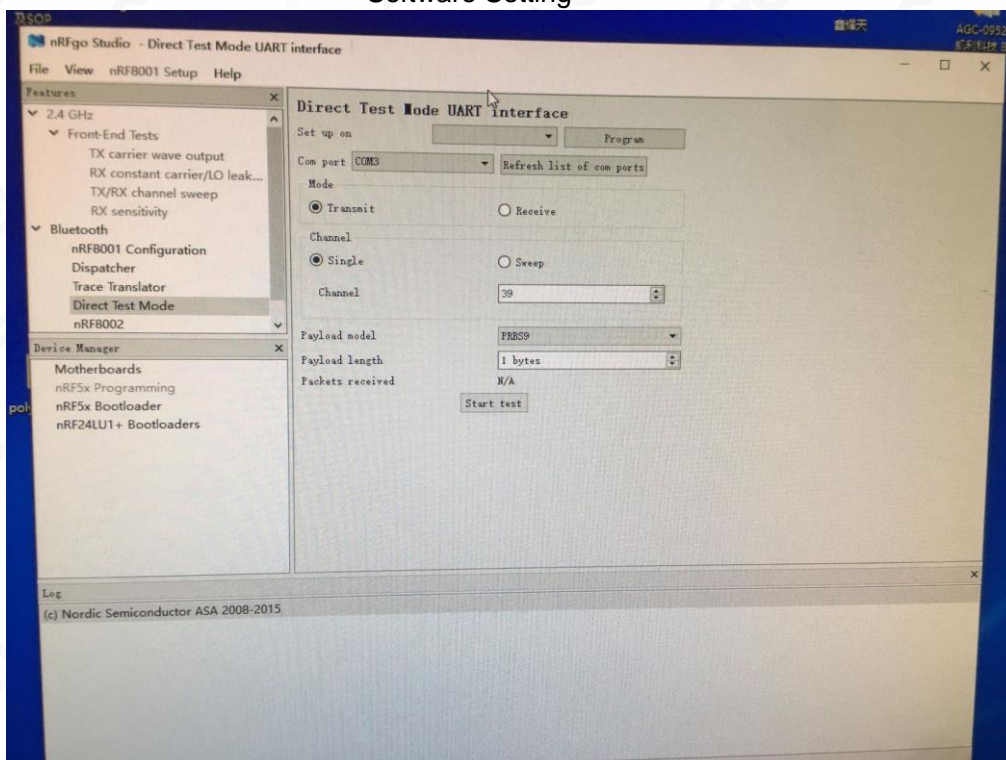 Software Setting
SOP
AGC-0952
nRFgo Studio - Direct Test Mode UART interface
File View nRF8001 Setup Help
Features
2.4 GHz
Front-End Tests
TX carrier wave output
RX constant carrier/LO leak...
TX/RX channel sweep
RX sensitivity
Bluetooth
nRF8001 Configuration
Dispatcher
Trace Translator
Direct Test Mode
nRF8002
Device Manager
Motherboards
nRF5x Programming
nRF5x Bootloader
nRF24LU1+ Bootloaders
Direct Test Mode UART interface
Set up on Program
Com port COM3 Refresh list of com ports
Mode
Transmit Receive
Channel
Single Sweep
Channel 39
Payload model PRBS9
Payload length 1 bytes
Packets received N/A
Start test
Log
(c) Nordic Semiconductor ASA 2008-2015